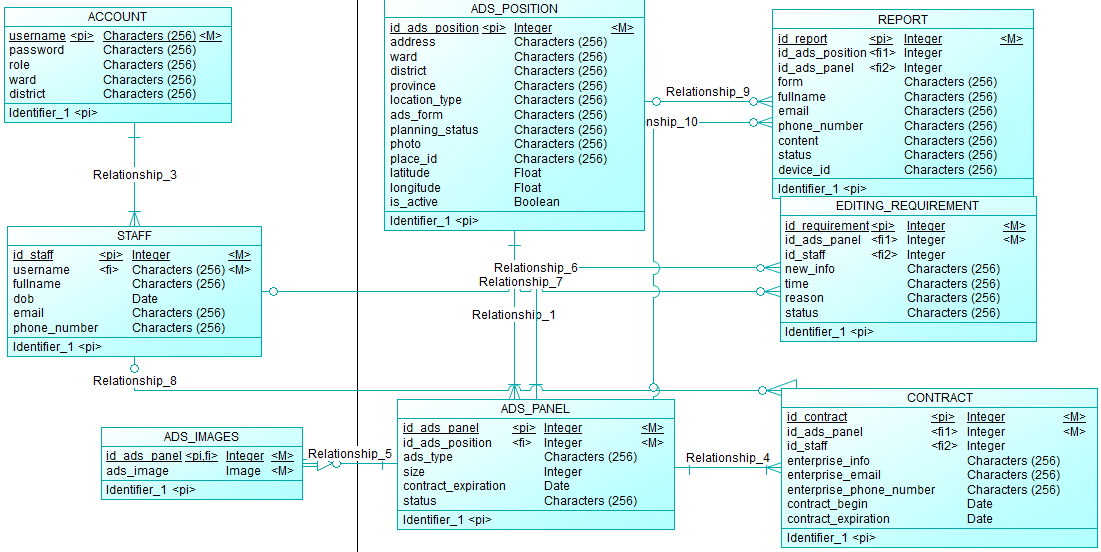 ACCOUNT
username <pi> Characters (256) <M>
password Characters (256)
role Characters (256)
ward Characters (256)
district Characters (256)
Identifier_1 <pi>
Relationship_3
STAFF
id_staff <pi> Integer <M>
username <fi> Characters (256) <M>
fullname Characters (256)
dob Date
email Characters (256)
phone_number Characters (256)
Identifier_1 <pi>
Relationship_8
ADS_IMAGES
id_ads_panel <pi,fi> Integer <M>
ads_image Image <M>
Identifier_1 <pi>
Relationship_5
ADS_POSITION
id_ads_position <pi> Integer <M>
address Characters (256)
ward Characters (256)
district Characters (256)
province Characters (256)
location_type Characters (256)
ads_form Characters (256)
planning_status Characters (256)
photo Characters (256)
place_id Characters (256)
latitude Float
longitude Float
is_active Boolean
Identifier_1 <pi>
Relationship_9
nship_10
Relationship_6
Relationship_7
Relationship_1
ADS_PANEL
id_ads_panel <pi> Integer <M>
id_ads_position <fi> Integer <M>
ads_type Characters (256)
size Integer
contract_expiration Date
status Characters (256)
Identifier_1 <pi>
Relationship_4
REPORT
id_report <pi> Integer <M>
id_ads_position <fi1> Integer
id_ads_panel <fi2> Integer
form Characters (256)
fullname Characters (256)
email Characters (256)
phone_number Characters (256)
content Characters (256)
status Characters (256)
device_id Characters (256)
Identifier_1 <pi>
EDITING_REQUIREMENT
id_requirement <pi> Integer <M>
id_ads_panel <fi1> Integer <M>
id_staff <fi2> Integer
new_info Characters (256)
time Characters (256)
reason Characters (256)
status Characters (256)
Identifier_1 <pi>
CONTRACT
id_contract <pi> Integer <M>
id_ads_panel <fi1> Integer <M>
id_staff <fi2> Integer
enterprise_info Characters (256)
enterprise_email Characters (256)
enterprise_phone_number Characters (256)
contract_begin Date
contract_expiration Date
Identifier_1 <pi>